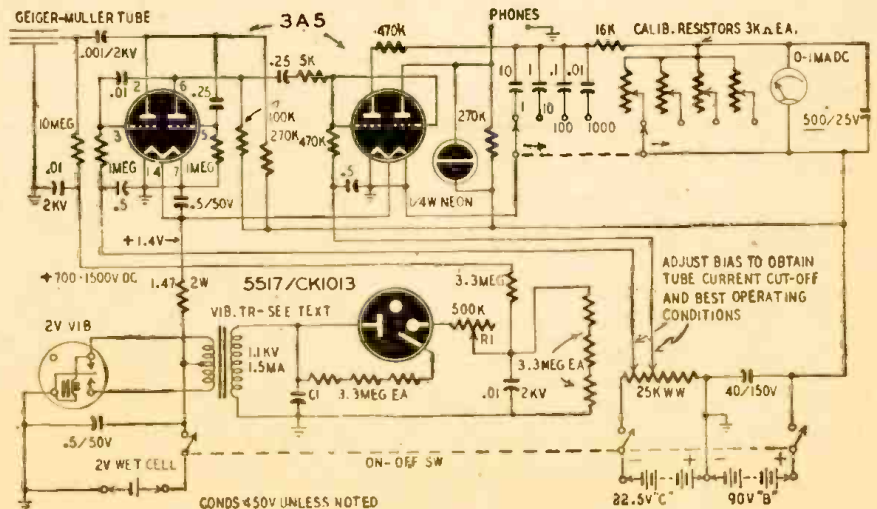 GEIGER-MULLER TUBE
3A5
.470K
PHONES
16K
CALIB. RESISTORS 3KΩ EA.
.001/2KV
0-1MA DC
.25
5K
10
1
.1
.01
.01
2
6
.25
10MEG
100K
270K
270K
1
10
100
1000
500/25V
3
5
470K
1MEG
1MEG
1 4
7
.01
2KV
.5
.5/50V
.5
1/4W NEON
+1.4V
+700-1500V DC
1.47
2W
5517/CK1013
3.3MEG
ADJUST BIAS TO OBTAIN
TUBE CURRENT CUT-OFF
AND BEST OPERATING
CONDITIONS
VIB. TR-SEE TEXT
500K
R1
2V VIB
1.1KV
1.5MA
3.3MEG EA
C1
3.3MEG EA
.01
2KV
25K WW
40/150V
.5/50V
2V WET CELL
ON-OFF SW
- + - +
22.5V "C"
90V "B"
CONDS 450V UNLESS NOTED